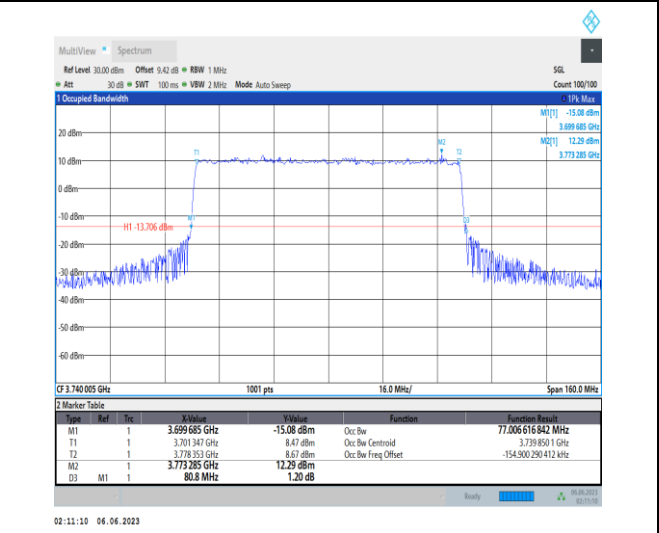 MultiView Spectrum
Ref Level 30.00 dBm Offset 9.42 dB RBW 1 MHz SGL
Att 30 dB SWT 100 ms VBW 2 MHz Mode Auto Sweep Count 100/100
1 Occupied Bandwidth 1Pk Max
M1[1] -15.08 dBm
3.699 685 GHz
M2[1] 12.29 dBm
3.773 285 GHz
20 dBm
M2
T1 T2
10 dBm
0 dBm
-10 dBm
M1 D3
H1 -13.706 dBm
-20 dBm
-30 dBm
-40 dBm
-50 dBm
-60 dBm
CF 3.740 005 GHz 1001 pts 16.0 MHz/ Span 160.0 MHz
2 Marker Table
Type Ref Trc X-Value Y-Value Function Function Result
M1 1 3.699 685 GHz -15.08 dBm Occ Bw 77.006 616 842 MHz
T1 1 3.701 347 GHz 8.47 dBm Occ Bw Centroid 3.739 850 1 GHz
T2 1 3.778 353 GHz 8.67 dBm Occ Bw Freq Offset -154.900 290 412 kHz
M2 1 3.773 285 GHz 12.29 dBm
D3 M1 1 80.8 MHz 1.20 dB
Ready 06.06.2023
02:11:10
02:11:10 06.06.2023